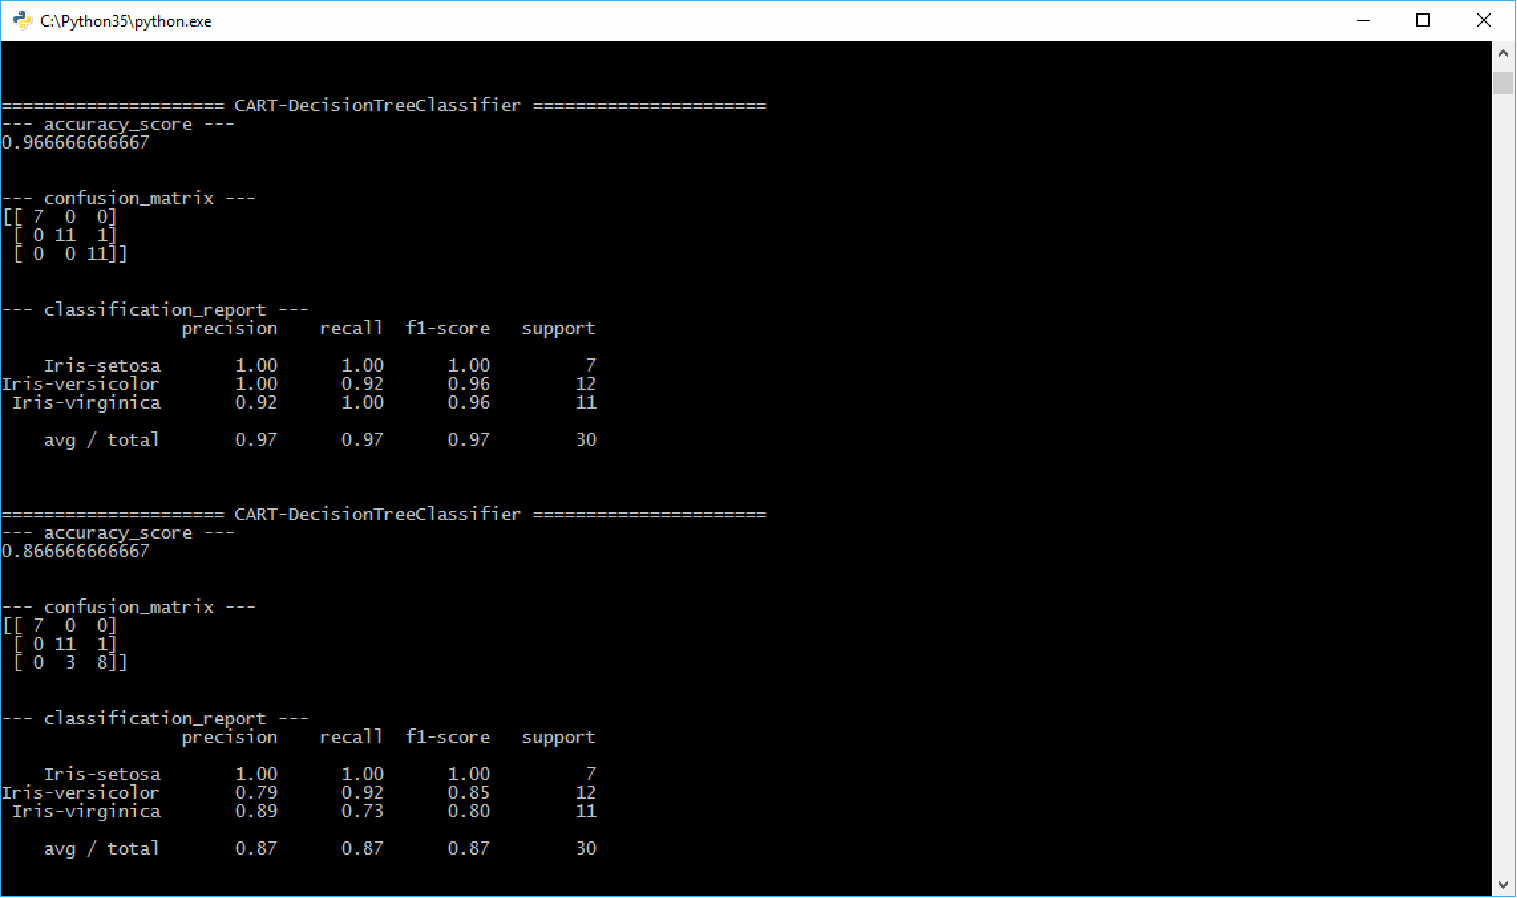 C:\Python35\python.exe
===================== CART-DecisionTreeClassifier ======================
--- accuracy_score ---
0.966666666667
--- confusion_matrix ---
[[ 7  0  0]
 [ 0 11  1]
 [ 0  0 11]]
--- classification_report ---
                 precision    recall  f1-score   support
    Iris-setosa       1.00      1.00      1.00         7
Iris-versicolor       1.00      0.92      0.96        12
 Iris-virginica       0.92      1.00      0.96        11
    avg / total       0.97      0.97      0.97        30
===================== CART-DecisionTreeClassifier ======================
--- accuracy_score ---
0.866666666667
--- confusion_matrix ---
[[ 7  0  0]
 [ 0 11  1]
 [ 0  3  8]]
--- classification_report ---
                 precision    recall  f1-score   support
    Iris-setosa       1.00      1.00      1.00         7
Iris-versicolor       0.79      0.92      0.85        12
 Iris-virginica       0.89      0.73      0.80        11
    avg / total       0.87      0.87      0.87        30